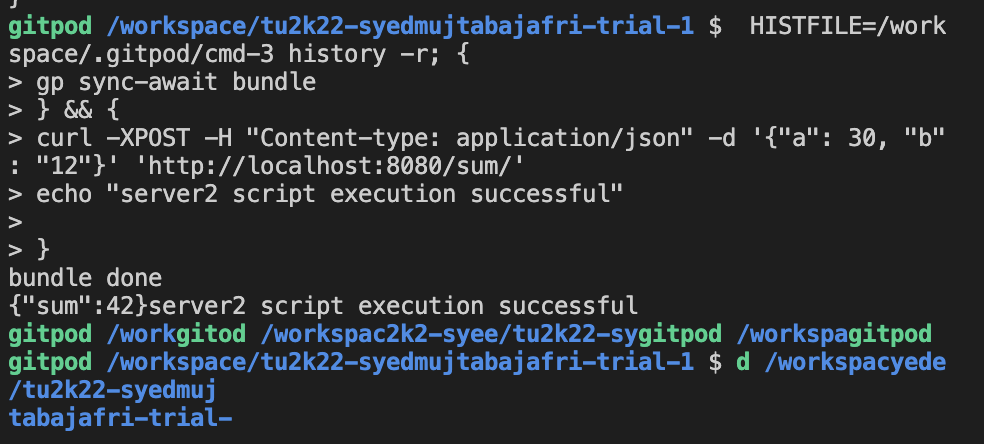 }
gitpod /workspace/tu2k22-syedmujtabajafri-trial-1 $  HISTFILE=/work
space/.gitpod/cmd-3 history -r; {
> gp sync-await bundle
> } && {
> curl -XPOST -H "Content-type: application/json" -d '{"a": 30, "b"
: "12"}' 'http://localhost:8080/sum/'
> echo "server2 script execution successful"
>
> }
bundle done
{"sum":42}server2 script execution successful
gitpod /workgitod /workspac2k2-syee/tu2k22-sygitpod /workspagitpod
gitpod /workspace/tu2k22-syedmujtabajafri-trial-1 $ d /workspacyede
/tu2k22-syedmuj
tabajafri-trial-